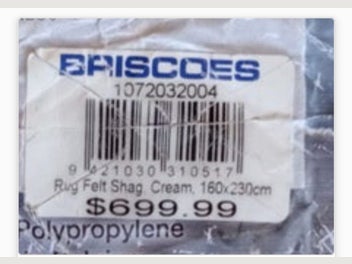 BRISCOES
1072032004
9 421030 310517
Rug Felt Shag, Cream, 160x230cm
$699.99
Polypropylene